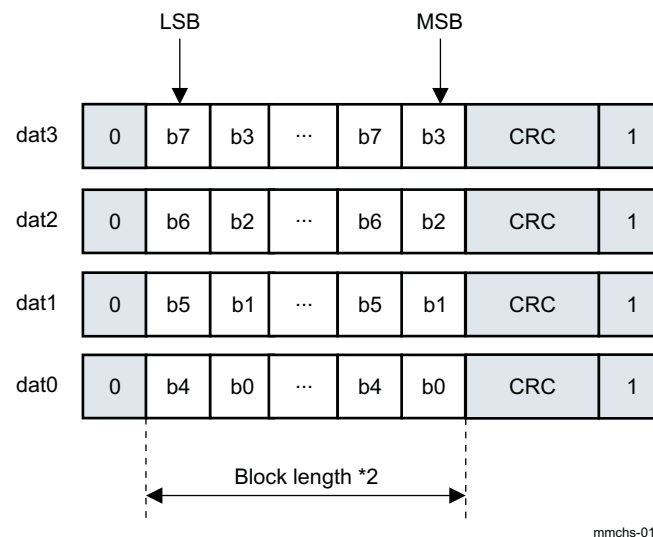 LSB MSB
dat3 0 b7 b3 ... b7 b3 CRC 1
dat2 0 b6 b2 ... b6 b2 CRC 1
dat1 0 b5 b1 ... b5 b1 CRC 1
dat0 0 b4 b0 ... b4 b0 CRC 1
Block length *2
mmchs-01